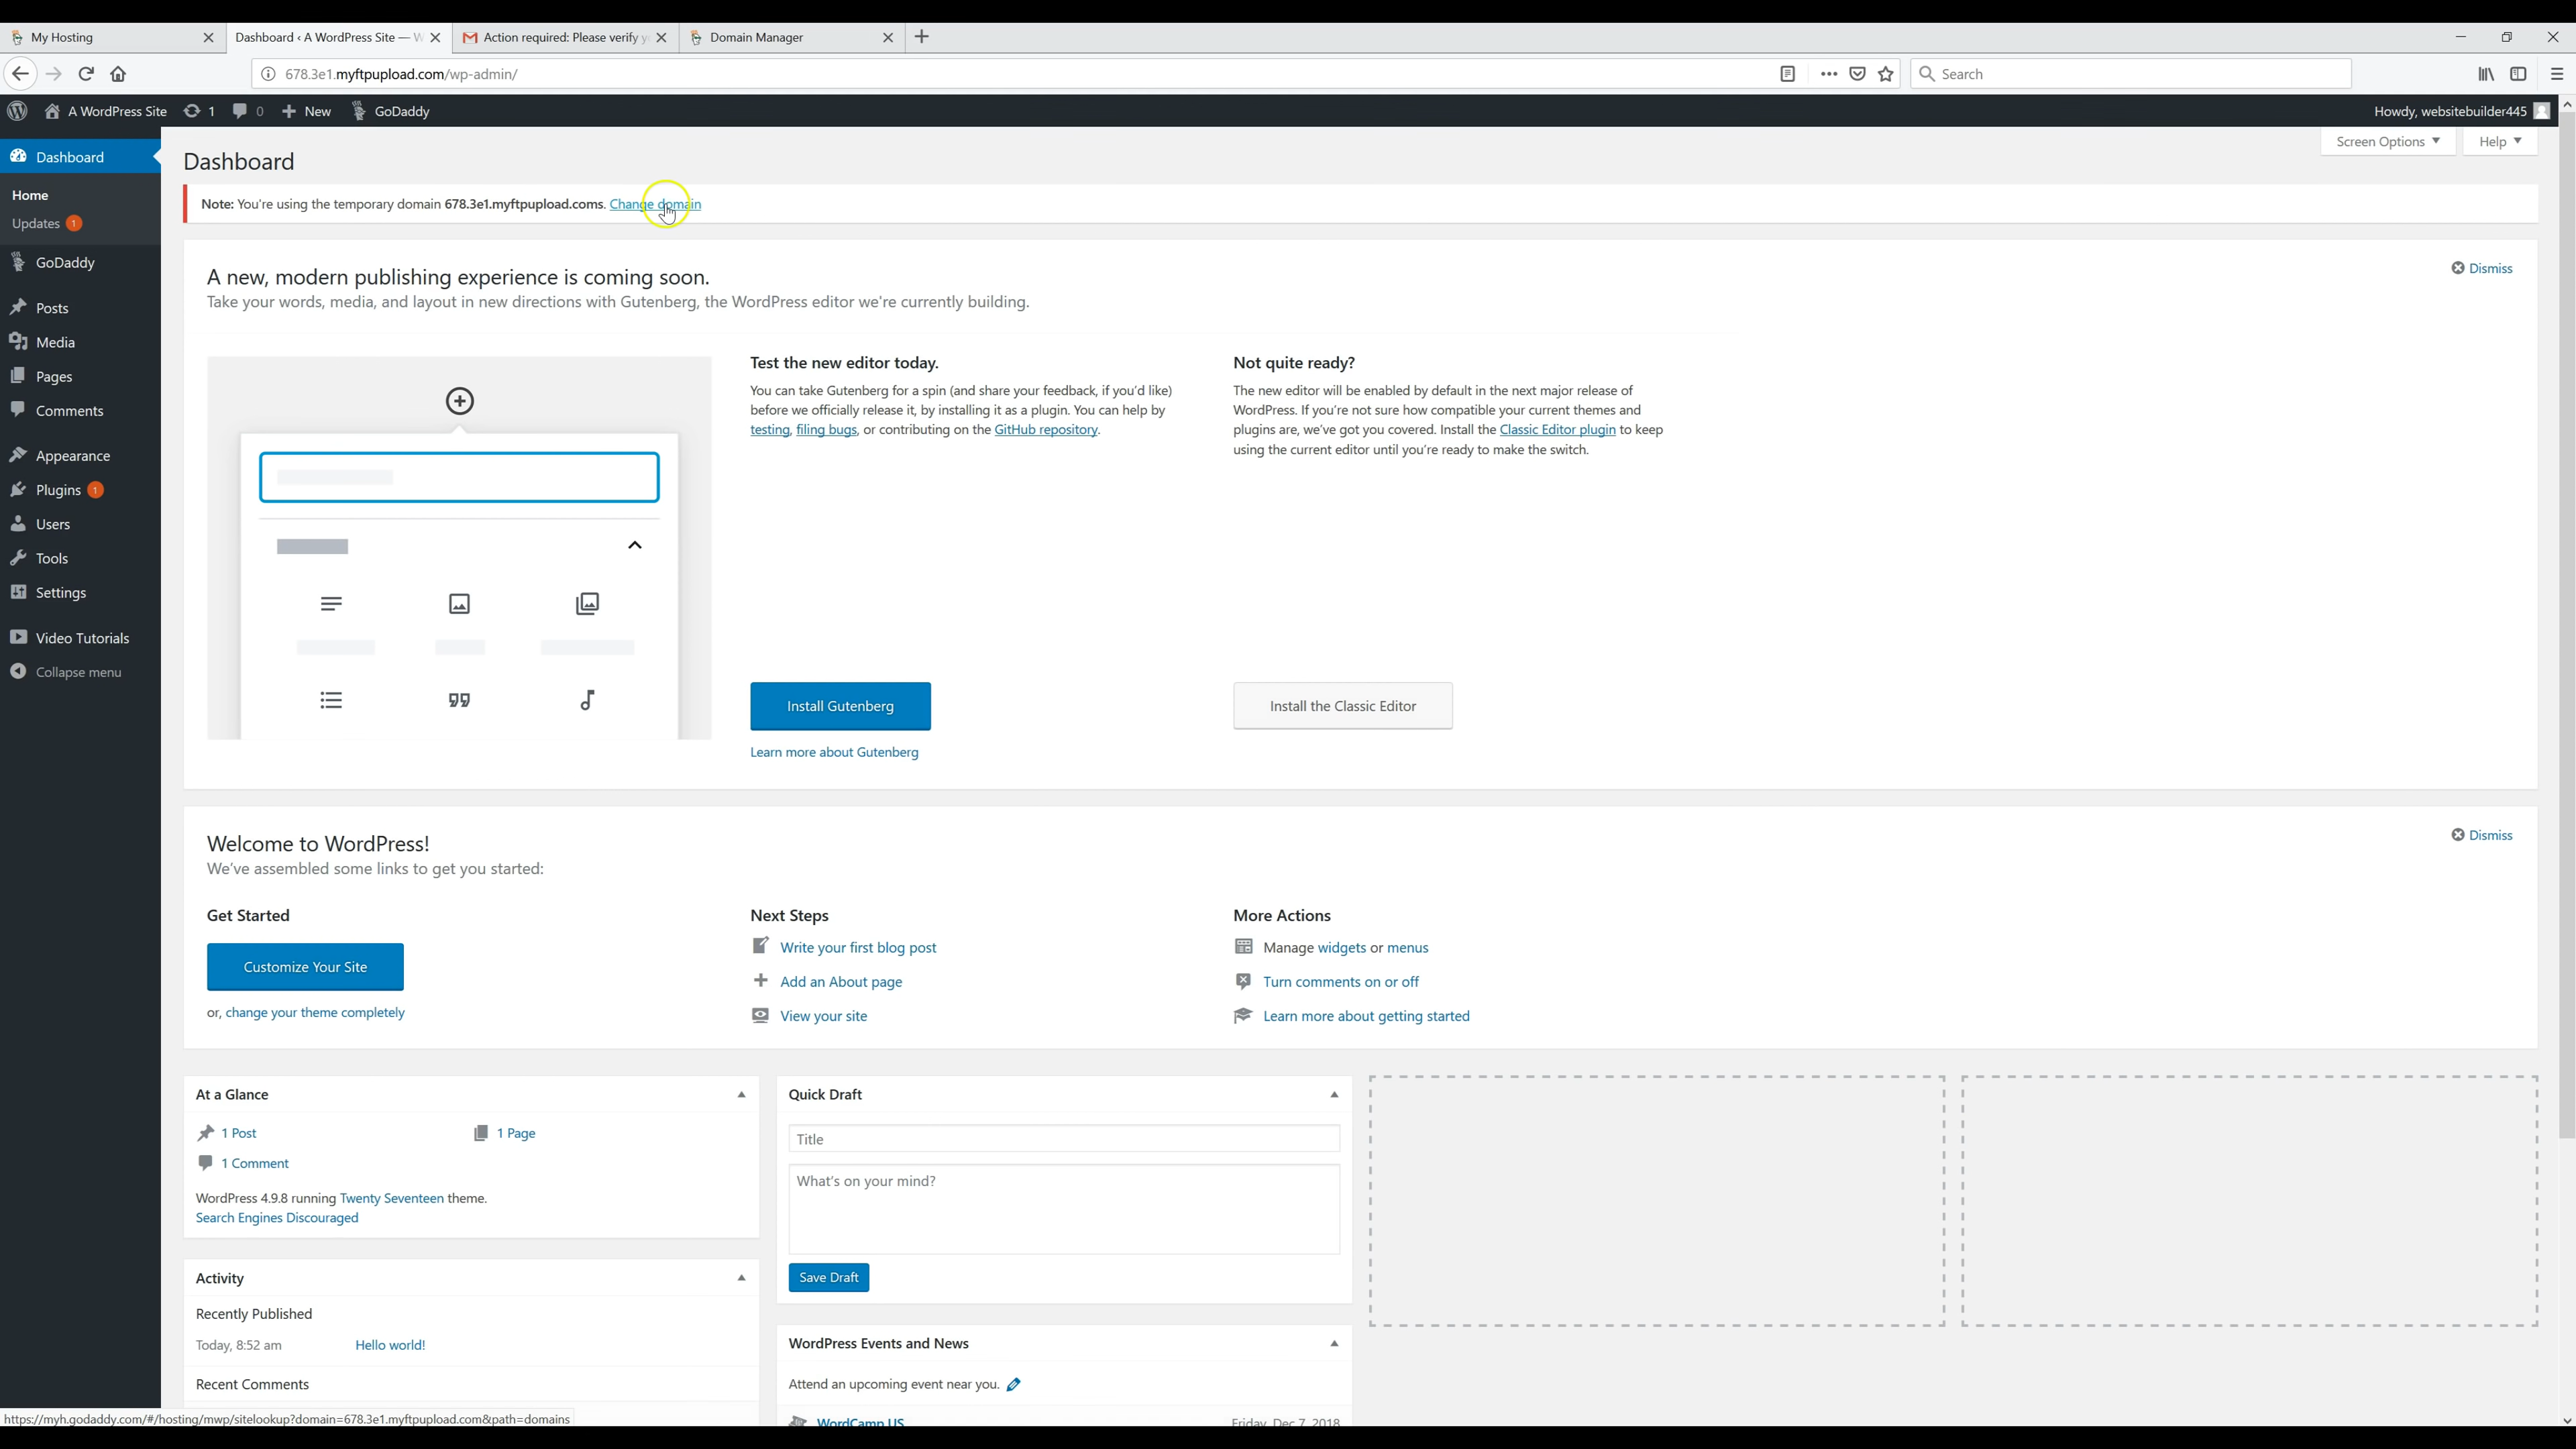 My Hosting
Dashboard ‹ A WordPress Site — W
Action required: Please verify y
Domain Manager
678.3e1.myftpupload.com/wp-admin/
Search
A WordPress Site
1
0
New
GoDaddy
Howdy, websitebuilder445
Screen Options
Help
Dashboard
Home
Updates 1
GoDaddy
Posts
Media
Pages
Comments
Appearance
Plugins 1
Users
Tools
Settings
Video Tutorials
Collapse menu
Dashboard
Note: You're using the temporary domain 678.3e1.myftpupload.coms. Change domain
A new, modern publishing experience is coming soon.
Dismiss
Take your words, media, and layout in new directions with Gutenberg, the WordPress editor we're currently building.
Test the new editor today.
You can take Gutenberg for a spin (and share your feedback, if you'd like)
before we officially release it, by installing it as a plugin. You can help by
testing, filing bugs, or contributing on the GitHub repository.
Install Gutenberg
Learn more about Gutenberg
Not quite ready?
The new editor will be enabled by default in the next major release of
WordPress. If you're not sure how compatible your current themes and
plugins are, we've got you covered. Install the Classic Editor plugin to keep
using the current editor until you're ready to make the switch.
Install the Classic Editor
Welcome to WordPress!
Dismiss
We've assembled some links to get you started:
Get Started
Customize Your Site
or, change your theme completely
Next Steps
Write your first blog post
Add an About page
View your site
More Actions
Manage widgets or menus
Turn comments on or off
Learn more about getting started
At a Glance
1 Post
1 Page
1 Comment
WordPress 4.9.8 running Twenty Seventeen theme.
Search Engines Discouraged
Activity
Recently Published
Today, 8:52 am
Hello world!
Recent Comments
Quick Draft
Title
What's on your mind?
Save Draft
WordPress Events and News
Attend an upcoming event near you.
WordCamp US
Friday, Dec 7, 2018
https://myh.godaddy.com/#/hosting/mwp/sitelookup?domain=678.3e1.myftpupload.com&path=domains